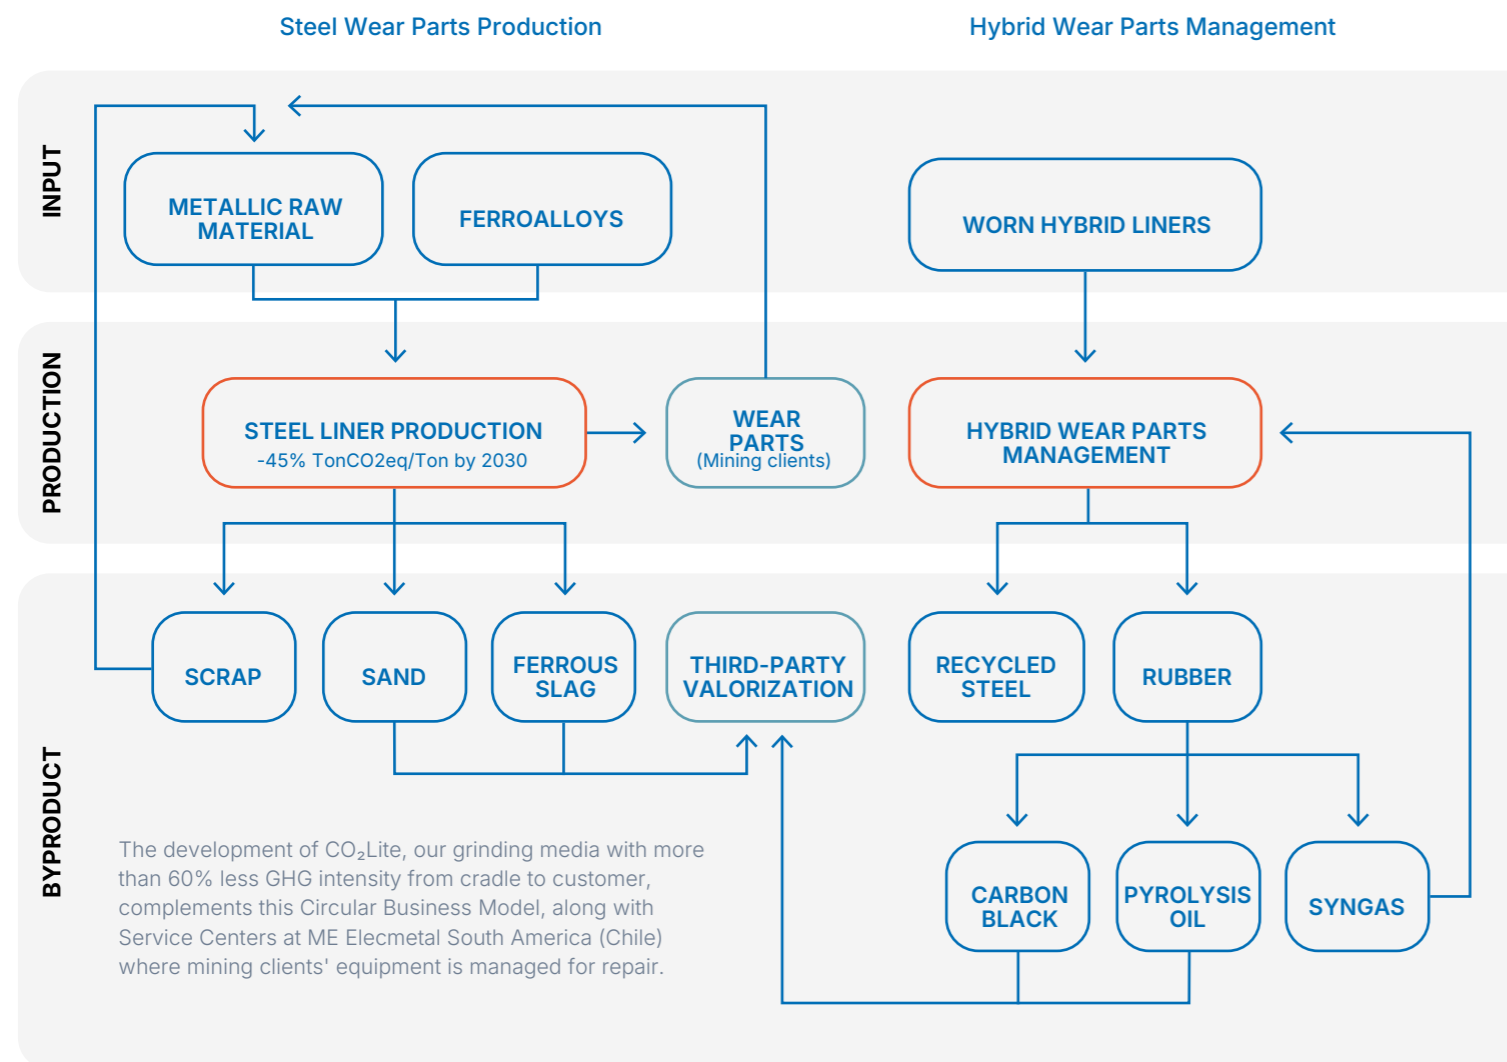 Steel Wear Parts Production
Hybrid Wear Parts Management
INPUT
METALLIC RAW
MATERIAL
FERROALLOYS
WORN HYBRID LINERS
PRODUCTION
STEEL LINER PRODUCTION
-45% TonCO2eq/Ton by 2030
WEAR
PARTS
(Mining clients)
HYBRID WEAR PARTS
MANAGEMENT
BYPRODUCT
SCRAP
SAND
FERROUS
SLAG
THIRD-PARTY
VALORIZATION
RECYCLED
STEEL
RUBBER
CARBON
BLACK
PYROLYSIS
OIL
SYNGAS
The development of CO₂Lite, our grinding media with more
than 60% less GHG intensity from cradle to customer,
complements this Circular Business Model, along with
Service Centers at ME Elecmetal South America (Chile)
where mining clients' equipment is managed for repair.